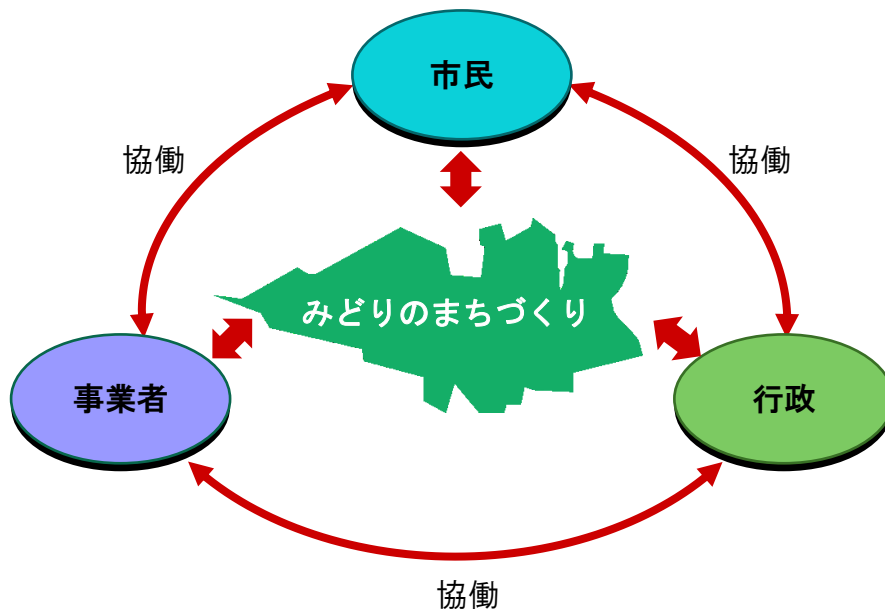 市民
協働
協働
みどりのまちづくり
事業者
行政
協働